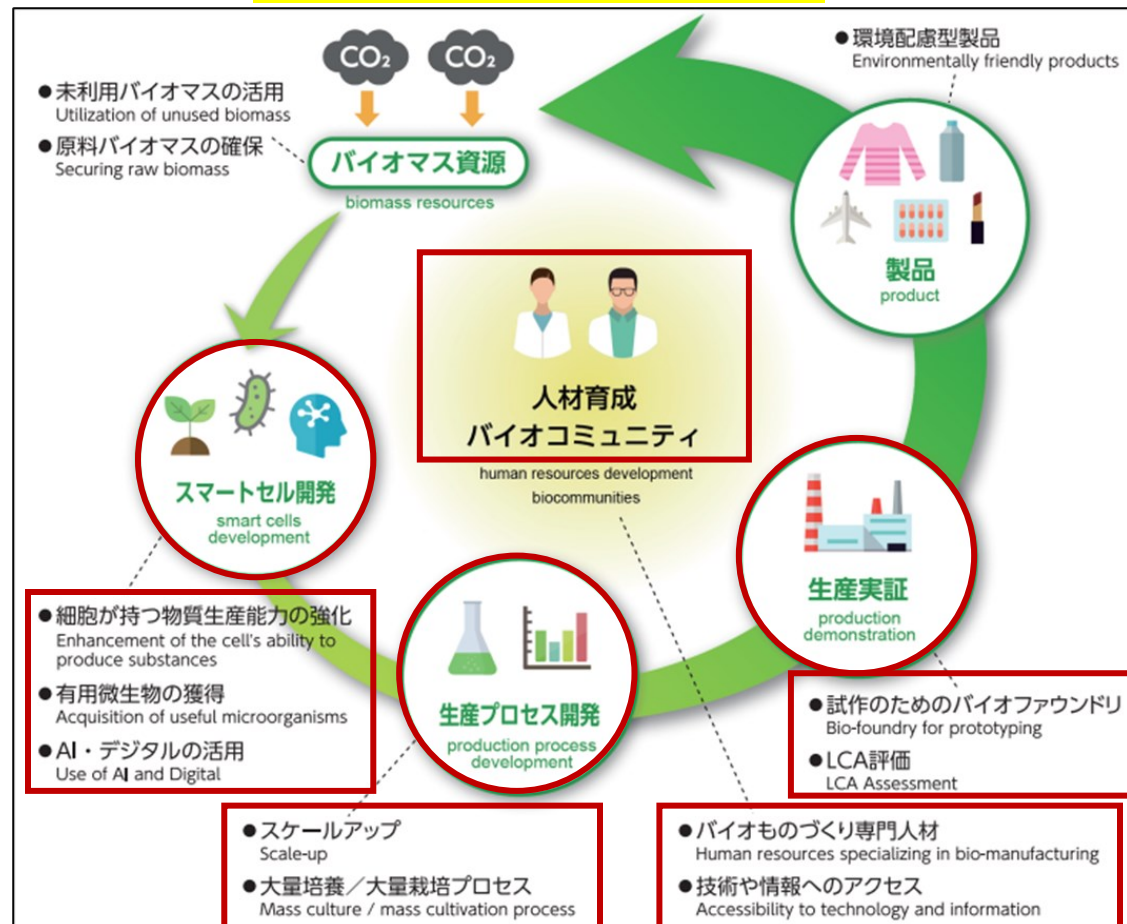 CO₂
CO₂
●未利用バイオマスの活用
Utilization of unused biomass
●原料バイオマスの確保
Securing raw biomass
バイオマス資源
biomass resources
●環境配慮型製品
Environmentally friendly products
製品
product
人材育成
バイオコミュニティ
human resources development
biocommunities
スマートセル開発
smart cells
development
生産実証
production
demonstration
●細胞が持つ物質生産能力の強化
Enhancement of the cell's ability to
produce substances
●有用微生物の獲得
Acquisition of useful microorganisms
●AI・デジタルの活用
Use of AI and Digital
生産プロセス開発
production process
development
●試作のためのバイオファウンドリ
Bio-foundry for prototyping
●LCA評価
LCA Assessment
●スケールアップ
Scale-up
●大量培養／大量栽培プロセス
Mass culture / mass cultivation process
●バイオものづくり専門人材
Human resources specializing in bio-manufacturing
●技術や情報へのアクセス
Accessibility to technology and information